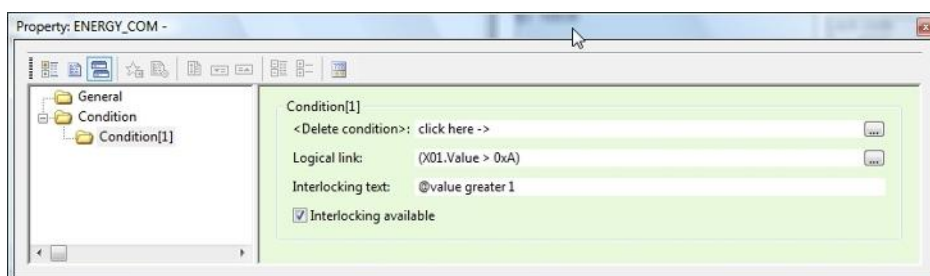 Property: ENERGY_COM -
General
Condition
Condition[1]
Condition[1]
<Delete condition>: click here ->
...
Logical link: (X01.Value > 0xA)
...
Interlocking text: @value greater 1
Interlocking available